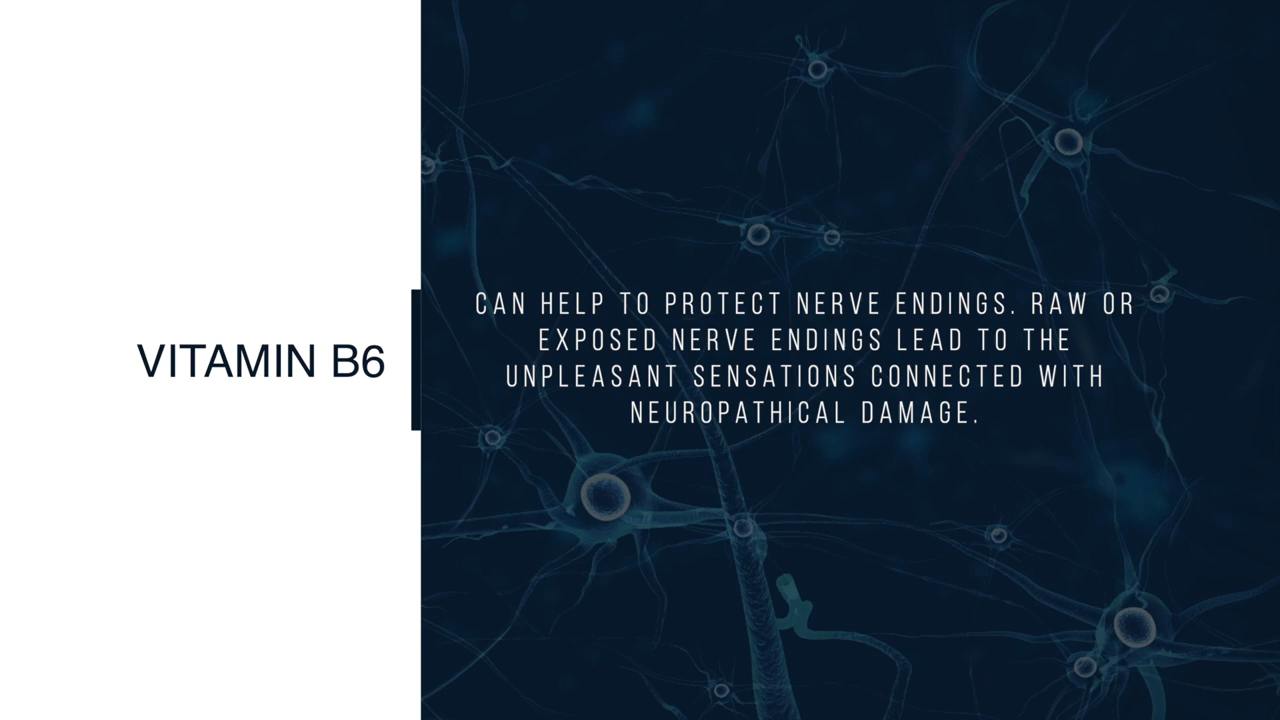 VITAMIN B6
CAN HELP TO PROTECT NERVE ENDINGS. RAW OR
EXPOSED NERVE ENDINGS LEAD TO THE
UNPLEASANT SENSATIONS CONNECTED WITH
NEUROPATHICAL DAMAGE.